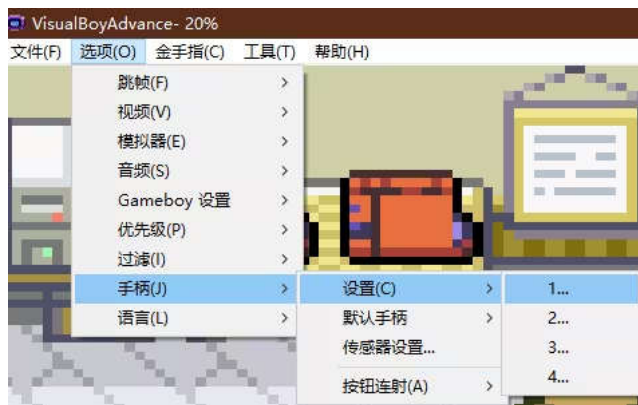 VisualBoyAdvance- 20%
文件(F) 选项(O) 金手指(C) 工具(T) 帮助(H)
跳帧(F)
视频(V)
模拟器(E)
音频(S)
Gameboy 设置
优先级(P)
过滤(I)
手柄(J)
语言(L)
设置(C)
默认手柄
传感器设置...
按钮连射(A)
1...
2...
3...
4...